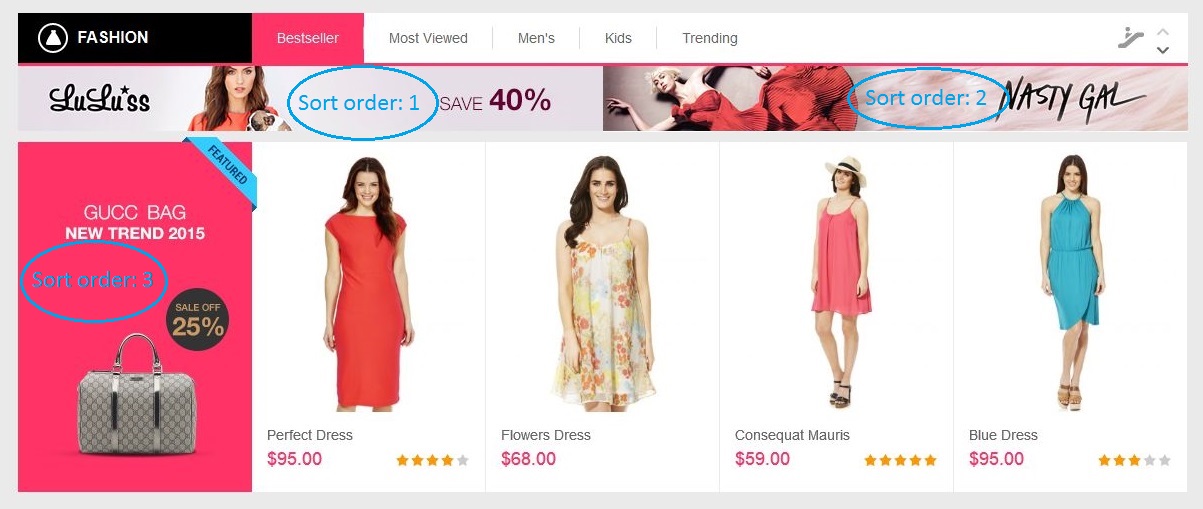 FASHION
Bestseller
Most Viewed
Men's
Kids
Trending
LuLu*ss
Sort order: 1
SAVE 40%
Sort order: 2
NASTY GAL
FEATURED
GUCC BAG
NEW TREND 2015
Sort order: 3
SALE OFF
25%
Perfect Dress
$95.00
Flowers Dress
$68.00
Consequat Mauris
$59.00
Blue Dress
$95.00